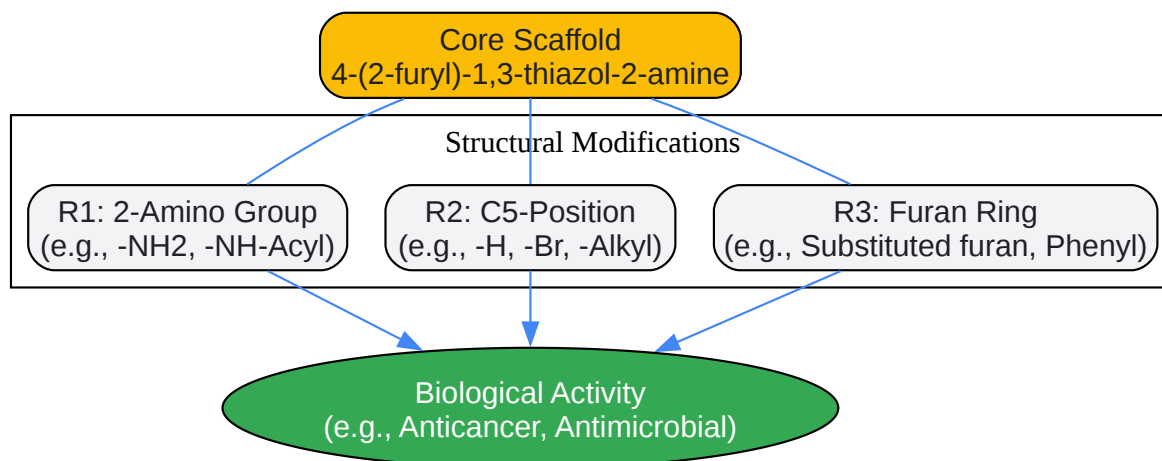 Core Scaffold
4-(2-furyl)-1,3-thiazol-2-amine
Structural Modifications
R1: 2-Amino Group
(e.g., -NH2, -NH-Acyl)
R2: C5-Position
(e.g., -H, -Br, -Alkyl)
R3: Furan Ring
(e.g., Substituted furan, Phenyl)
Biological Activity
(e.g., Anticancer, Antimicrobial)